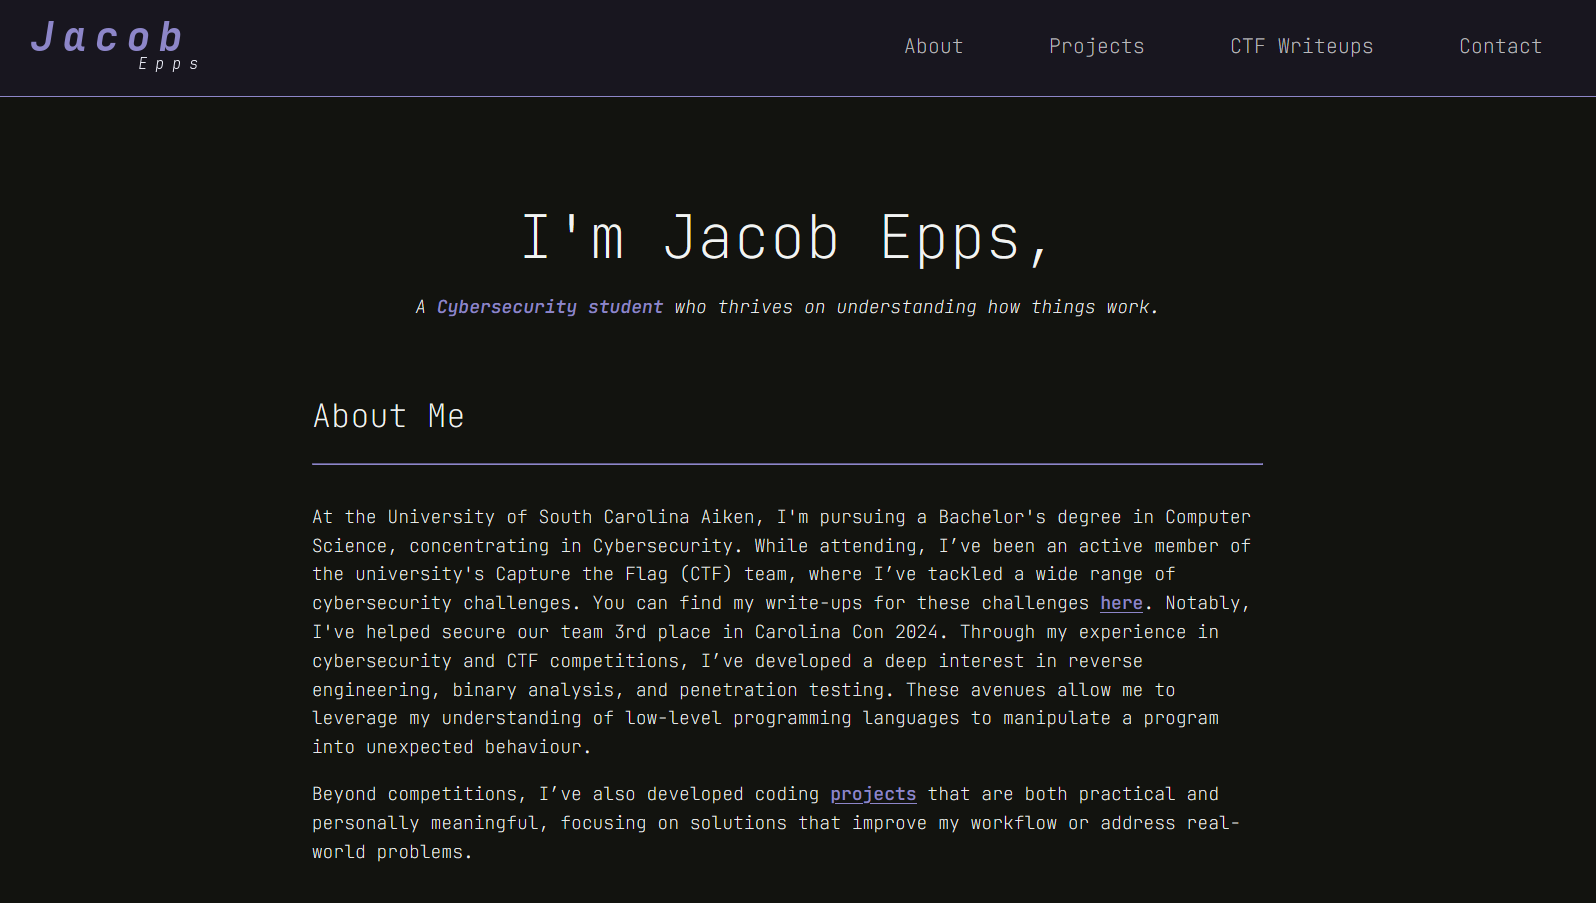 Jacob
Epps
About
Projects
CTF Writeups
Contact
I'm Jacob Epps,
A Cybersecurity student who thrives on understanding how things work.
About Me
At the University of South Carolina Aiken, I'm pursuing a Bachelor's degree in Computer
Science, concentrating in Cybersecurity. While attending, I’ve been an active member of
the university's Capture the Flag (CTF) team, where I’ve tackled a wide range of
cybersecurity challenges. You can find my write-ups for these challenges here. Notably,
I've helped secure our team 3rd place in Carolina Con 2024. Through my experience in
cybersecurity and CTF competitions, I’ve developed a deep interest in reverse
engineering, binary analysis, and penetration testing. These avenues allow me to
leverage my understanding of low-level programming languages to manipulate a program
into unexpected behaviour.
Beyond competitions, I’ve also developed coding projects that are both practical and
personally meaningful, focusing on solutions that improve my workflow or address real-
world problems.